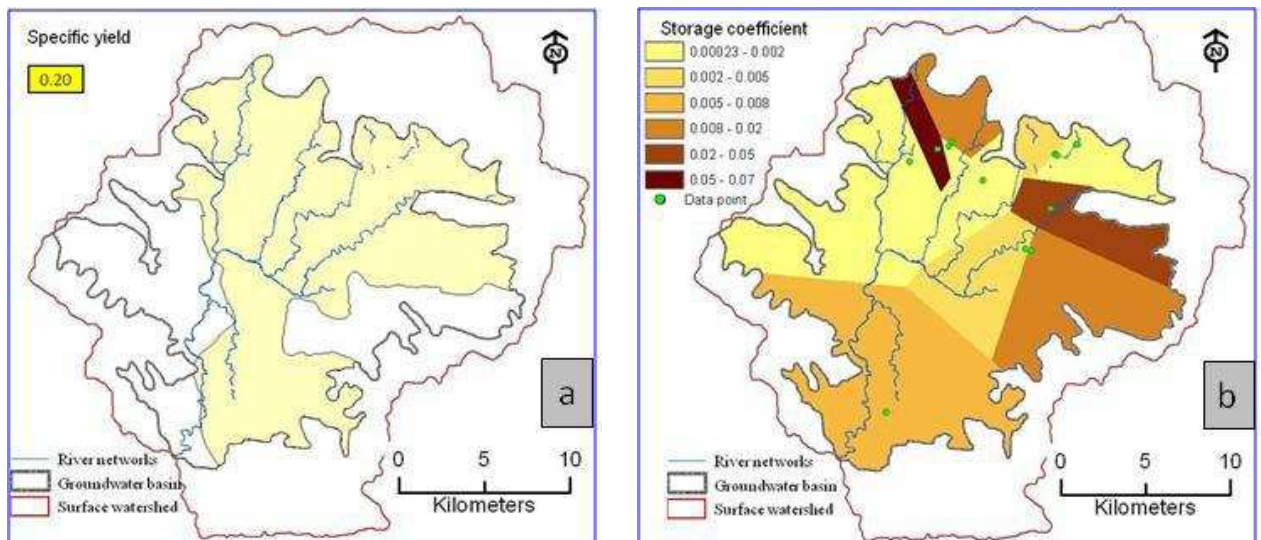 Specific yield
0.20
N
a
River networks
Groundwater basin
Surface watershed
0 5 10
Kilometers
Storage coefficient
0.00023 - 0.002
0.002 - 0.005
0.005 - 0.008
0.008 - 0.02
0.02 - 0.05
0.05 - 0.07
Data point
N
b
River networks
Groundwater basin
Surface watershed
0 5 10
Kilometers